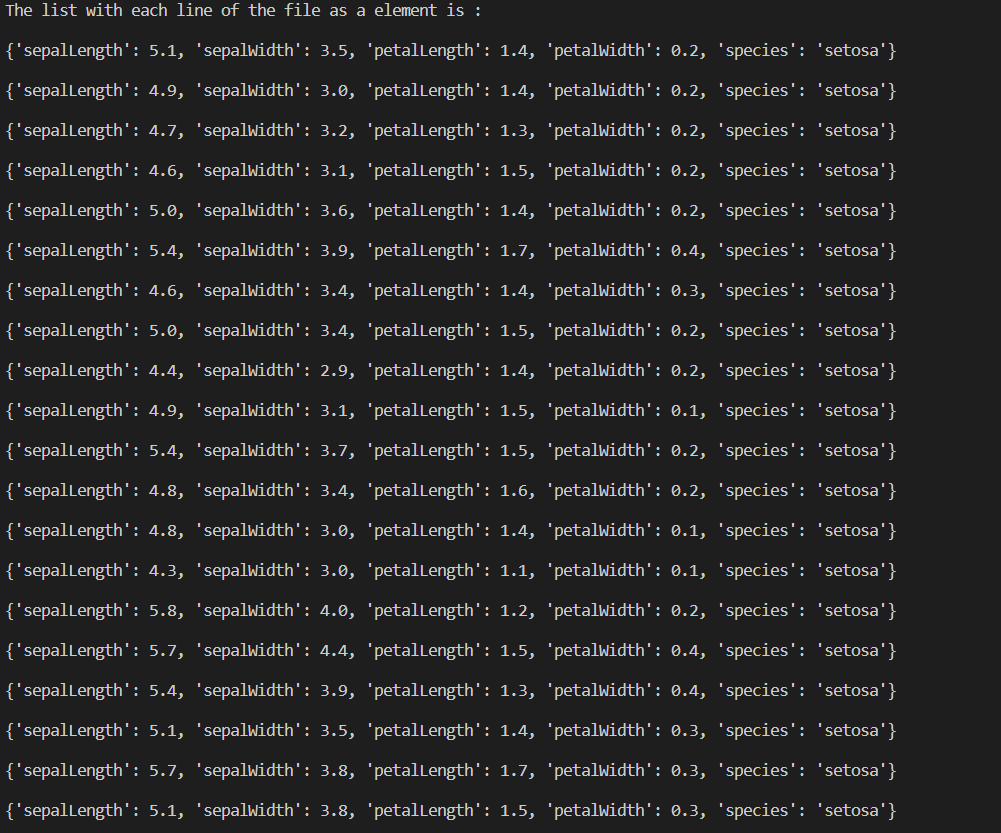 The list with each line of the file as a element is :
{'sepalLength': 5.1, 'sepalWidth': 3.5, 'petalLength': 1.4, 'petalWidth': 0.2, 'species': 'setosa'}
{'sepalLength': 4.9, 'sepalWidth': 3.0, 'petalLength': 1.4, 'petalWidth': 0.2, 'species': 'setosa'}
{'sepalLength': 4.7, 'sepalWidth': 3.2, 'petalLength': 1.3, 'petalWidth': 0.2, 'species': 'setosa'}
{'sepalLength': 4.6, 'sepalWidth': 3.1, 'petalLength': 1.5, 'petalWidth': 0.2, 'species': 'setosa'}
{'sepalLength': 5.0, 'sepalWidth': 3.6, 'petalLength': 1.4, 'petalWidth': 0.2, 'species': 'setosa'}
{'sepalLength': 5.4, 'sepalWidth': 3.9, 'petalLength': 1.7, 'petalWidth': 0.4, 'species': 'setosa'}
{'sepalLength': 4.6, 'sepalWidth': 3.4, 'petalLength': 1.4, 'petalWidth': 0.3, 'species': 'setosa'}
{'sepalLength': 5.0, 'sepalWidth': 3.4, 'petalLength': 1.5, 'petalWidth': 0.2, 'species': 'setosa'}
{'sepalLength': 4.4, 'sepalWidth': 2.9, 'petalLength': 1.4, 'petalWidth': 0.2, 'species': 'setosa'}
{'sepalLength': 4.9, 'sepalWidth': 3.1, 'petalLength': 1.5, 'petalWidth': 0.1, 'species': 'setosa'}
{'sepalLength': 5.4, 'sepalWidth': 3.7, 'petalLength': 1.5, 'petalWidth': 0.2, 'species': 'setosa'}
{'sepalLength': 4.8, 'sepalWidth': 3.4, 'petalLength': 1.6, 'petalWidth': 0.2, 'species': 'setosa'}
{'sepalLength': 4.8, 'sepalWidth': 3.0, 'petalLength': 1.4, 'petalWidth': 0.1, 'species': 'setosa'}
{'sepalLength': 4.3, 'sepalWidth': 3.0, 'petalLength': 1.1, 'petalWidth': 0.1, 'species': 'setosa'}
{'sepalLength': 5.8, 'sepalWidth': 4.0, 'petalLength': 1.2, 'petalWidth': 0.2, 'species': 'setosa'}
{'sepalLength': 5.7, 'sepalWidth': 4.4, 'petalLength': 1.5, 'petalWidth': 0.4, 'species': 'setosa'}
{'sepalLength': 5.4, 'sepalWidth': 3.9, 'petalLength': 1.3, 'petalWidth': 0.4, 'species': 'setosa'}
{'sepalLength': 5.1, 'sepalWidth': 3.5, 'petalLength': 1.4, 'petalWidth': 0.3, 'species': 'setosa'}
{'sepalLength': 5.7, 'sepalWidth': 3.8, 'petalLength': 1.7, 'petalWidth': 0.3, 'species': 'setosa'}
{'sepalLength': 5.1, 'sepalWidth': 3.8, 'petalLength': 1.5, 'petalWidth': 0.3, 'species': 'setosa'}